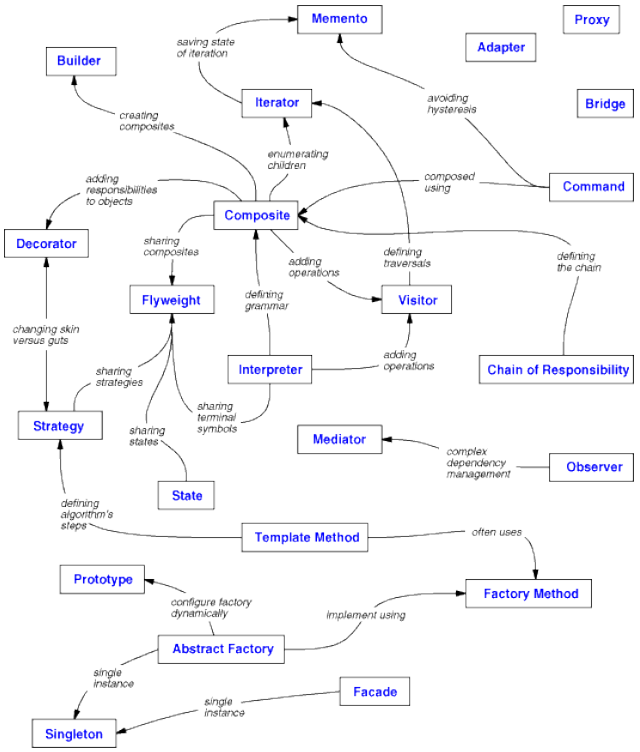 Memento
Proxy
Adapter
saving state
of iteration
Builder
Iterator
Bridge
avoiding
hysteresis
creating
composites
enumerating
children
composed
using
Command
adding
responsibilities
to objects
Composite
Decorator
sharing
composites
adding
operations
defining
traversals
defining
the chain
Flyweight
defining
grammar
Visitor
changing skin
versus guts
sharing
strategies
Interpreter
adding
operations
Chain of Responsibility
Strategy
sharing
terminal
symbols
sharing
states
Mediator
complex
dependency
management
Observer
State
defining
algorithm's
steps
Template Method
often uses
Prototype
configure factory
dynamically
Factory Method
implement using
Abstract Factory
single
instance
Facade
single
instance
Singleton